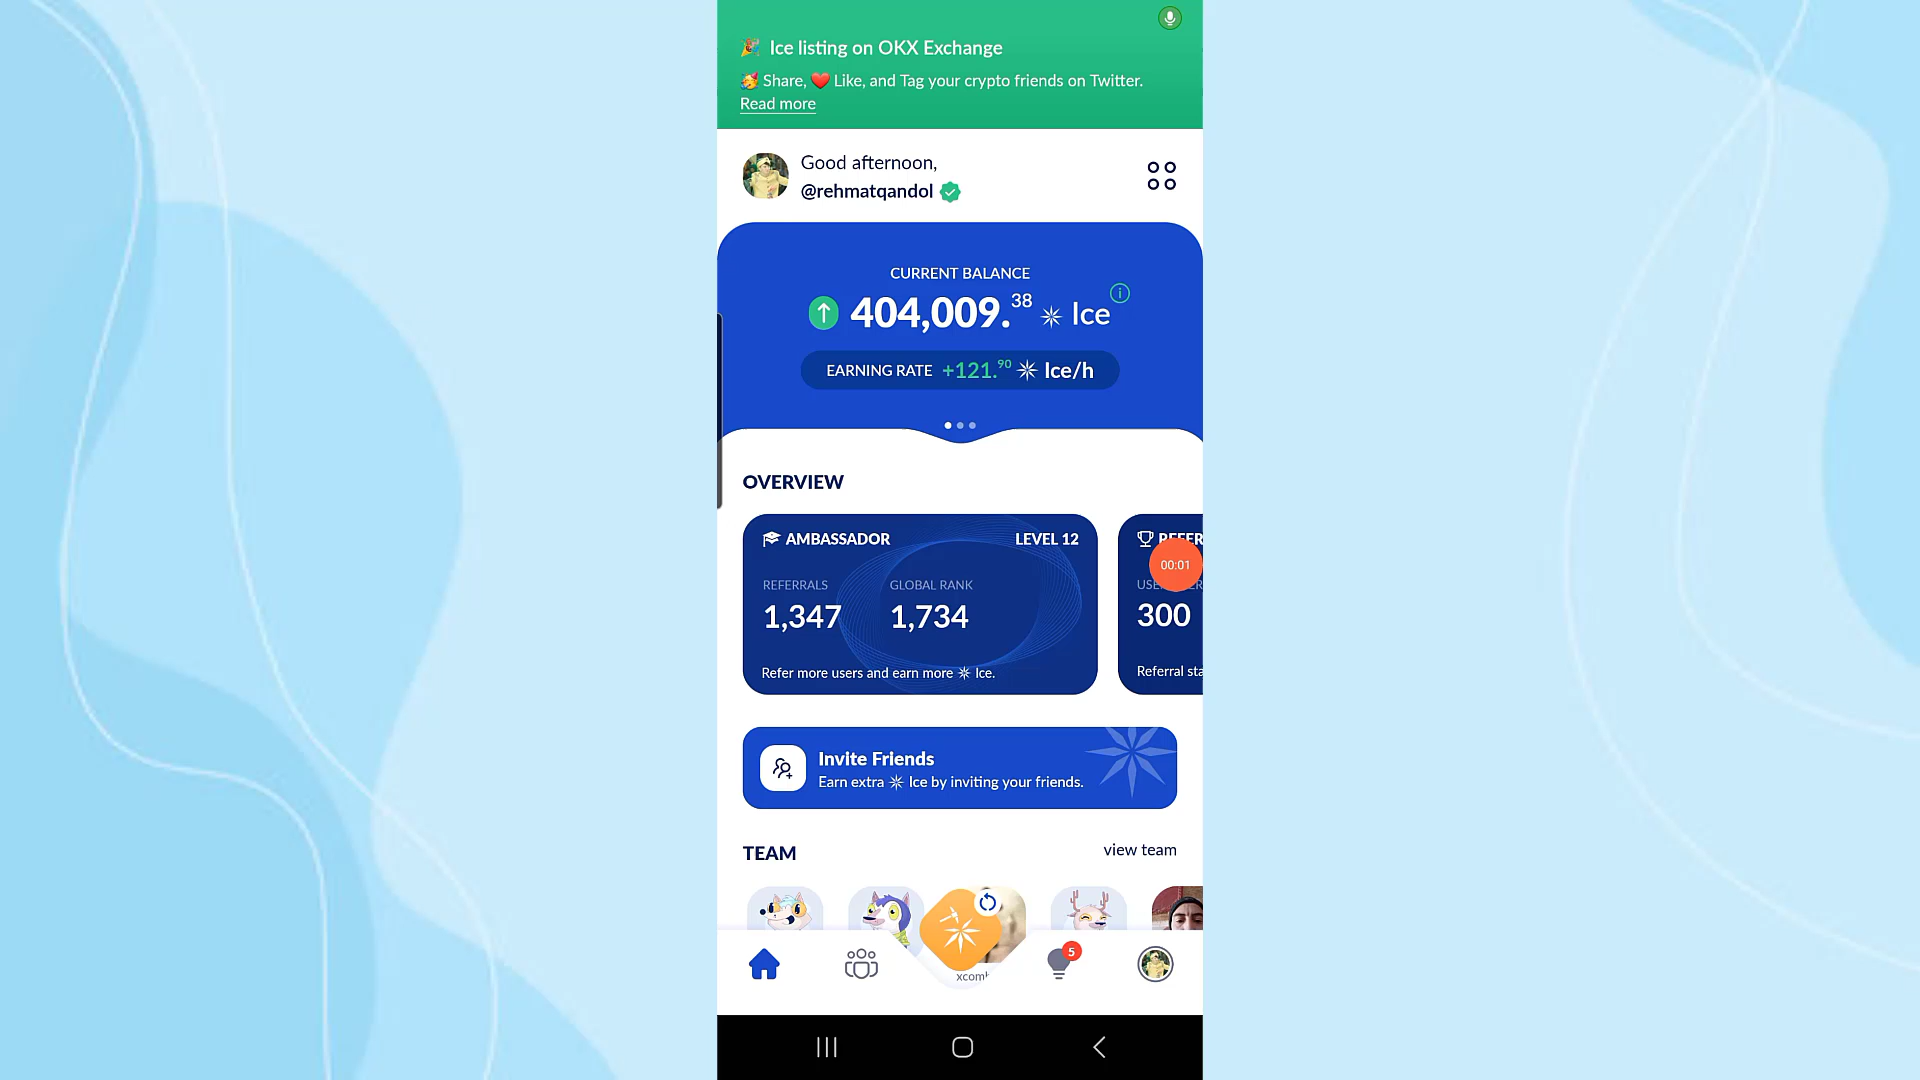 🎉 Ice listing on OKX Exchange
🥳 Share, ❤️ Like, and Tag your crypto friends on Twitter.
Read more
Good afternoon,
@rehmatqandol
CURRENT BALANCE
404,009.38 Ice
EARNING RATE +121.90 Ice/h
OVERVIEW
AMBASSADOR LEVEL 12
REFERRALS GLOBAL RANK
1,347 1,734
Refer more users and earn more Ice.
REFER
00:01
300
Referral sta
Invite Friends
Earn extra Ice by inviting your friends.
TEAM view team
5